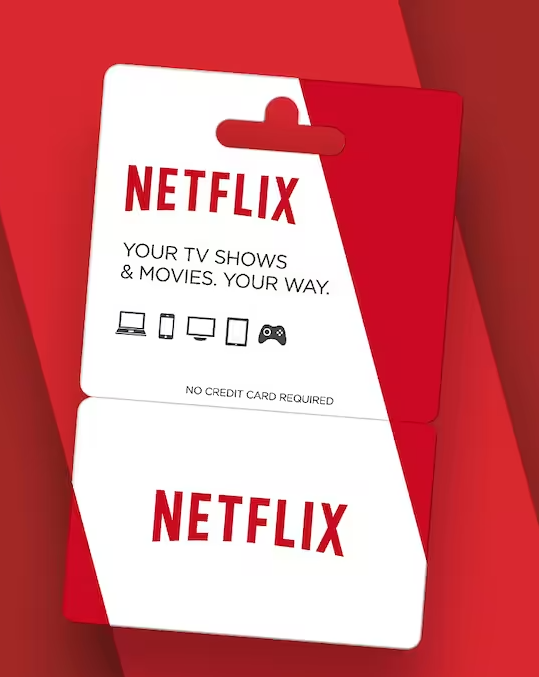 NETFLIX
YOUR TV SHOWS
& MOVIES. YOUR WAY.
NO CREDIT CARD REQUIRED
NETFLIX